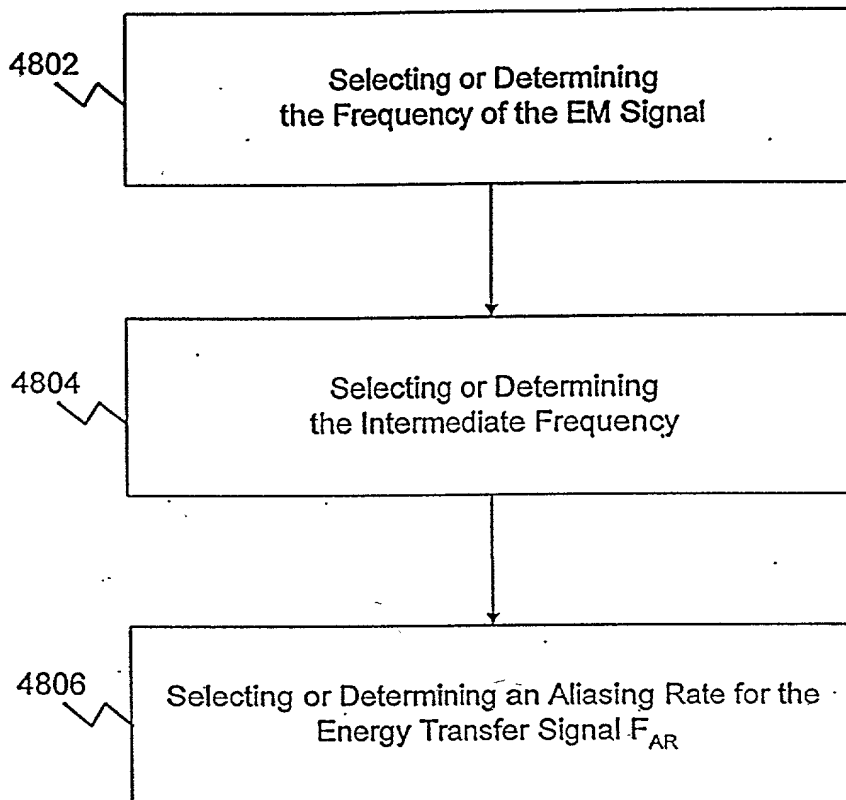 4802
Selecting or Determining
the Frequency of the EM Signal
4804
Selecting or Determining
the Intermediate Frequency
4806
Selecting or Determining an Aliasing Rate for the
Energy Transfer Signal F_AR